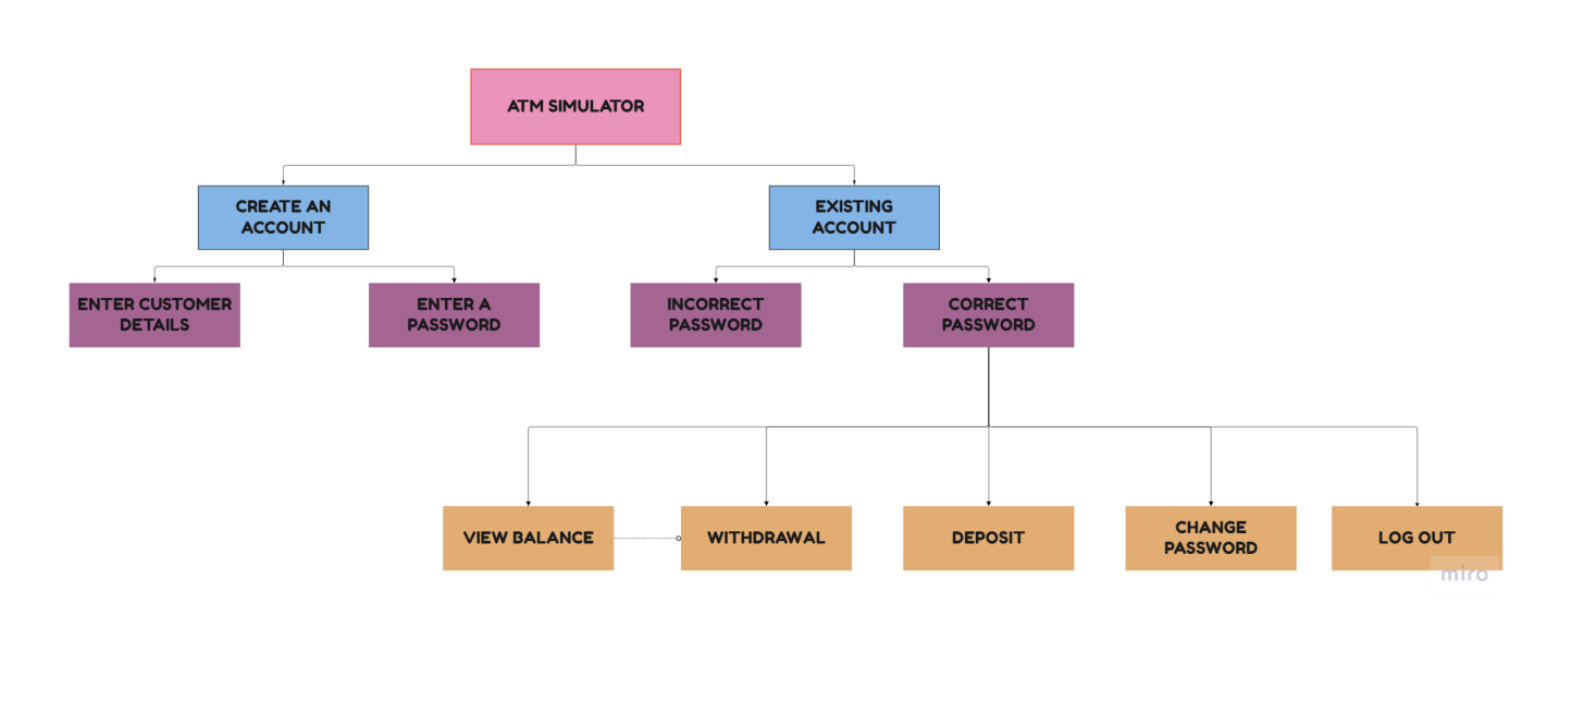 ATM SIMULATOR
CREATE AN
ACCOUNT
EXISTING
ACCOUNT
ENTER CUSTOMER
DETAILS
ENTER A
PASSWORD
INCORRECT
PASSWORD
CORRECT
PASSWORD
VIEW BALANCE
WITHDRAWAL
DEPOSIT
CHANGE
PASSWORD
LOG OUT
miro